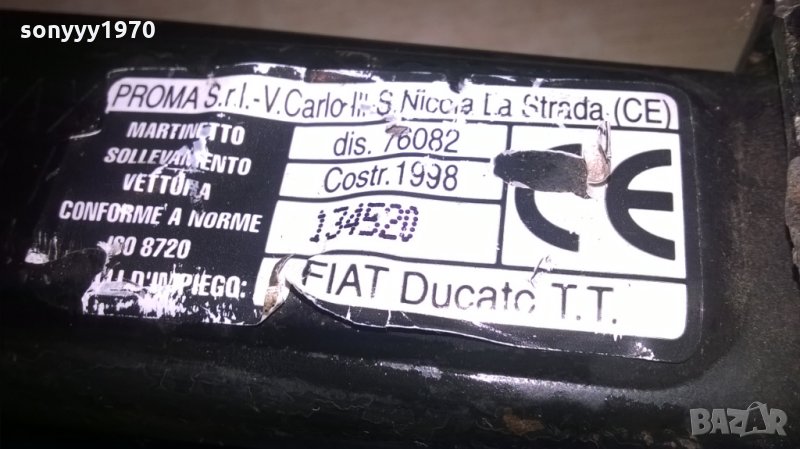 sonyyy1970
PROMA S.r.l.-V.Carlo III S.Nicola La Strada (CE)
MARTINETTO
SOLLEVAMENTO
VETTURA
CONFORME A NORME
ISO 8720
D'IMPIEGO:
dis. 76082
Costr. 1998
134520
CE
FIAT Ducato T.T.
BAZAR